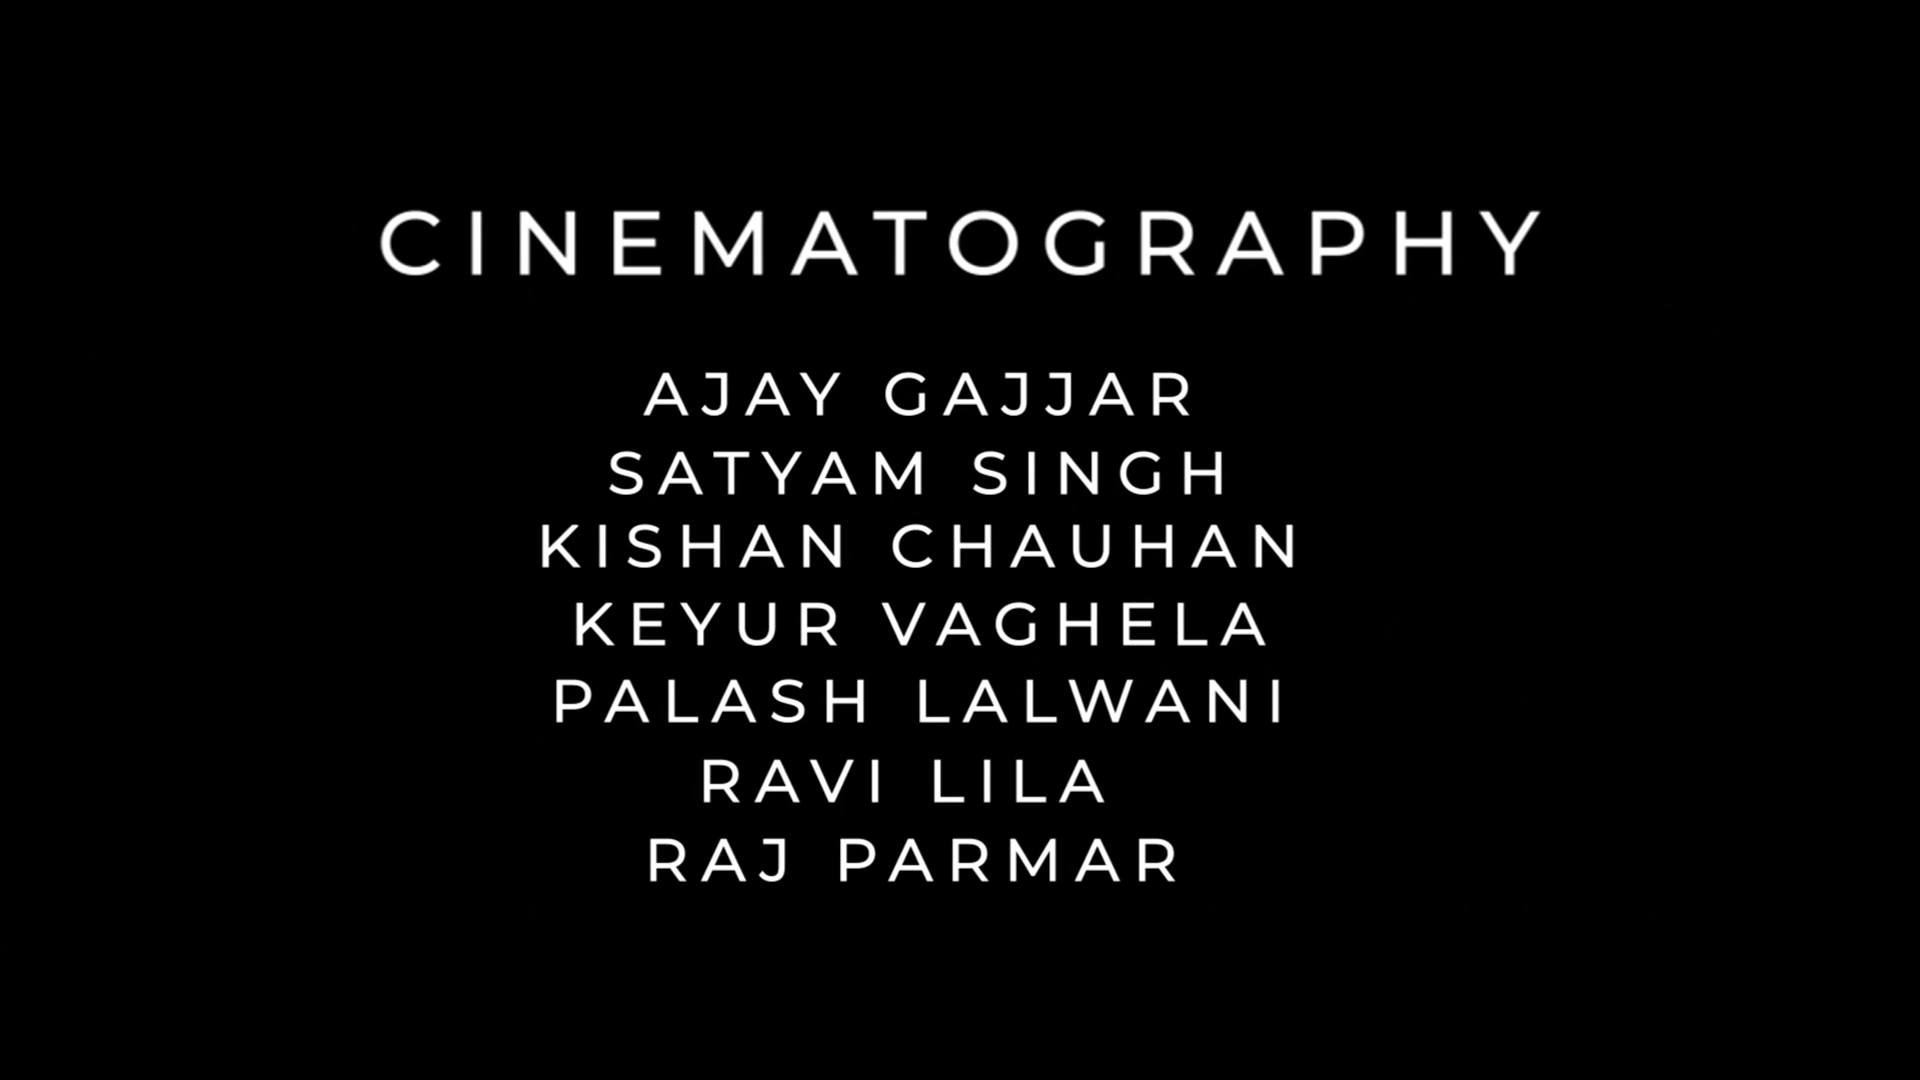 CINEMATOGRAPHY
AJAY GAJJAR
SATYAM SINGH
KISHAN CHAUHAN
KEYUR VAGHELA
PALASH LALWANI
RAVI LILA
RAJ PARMAR